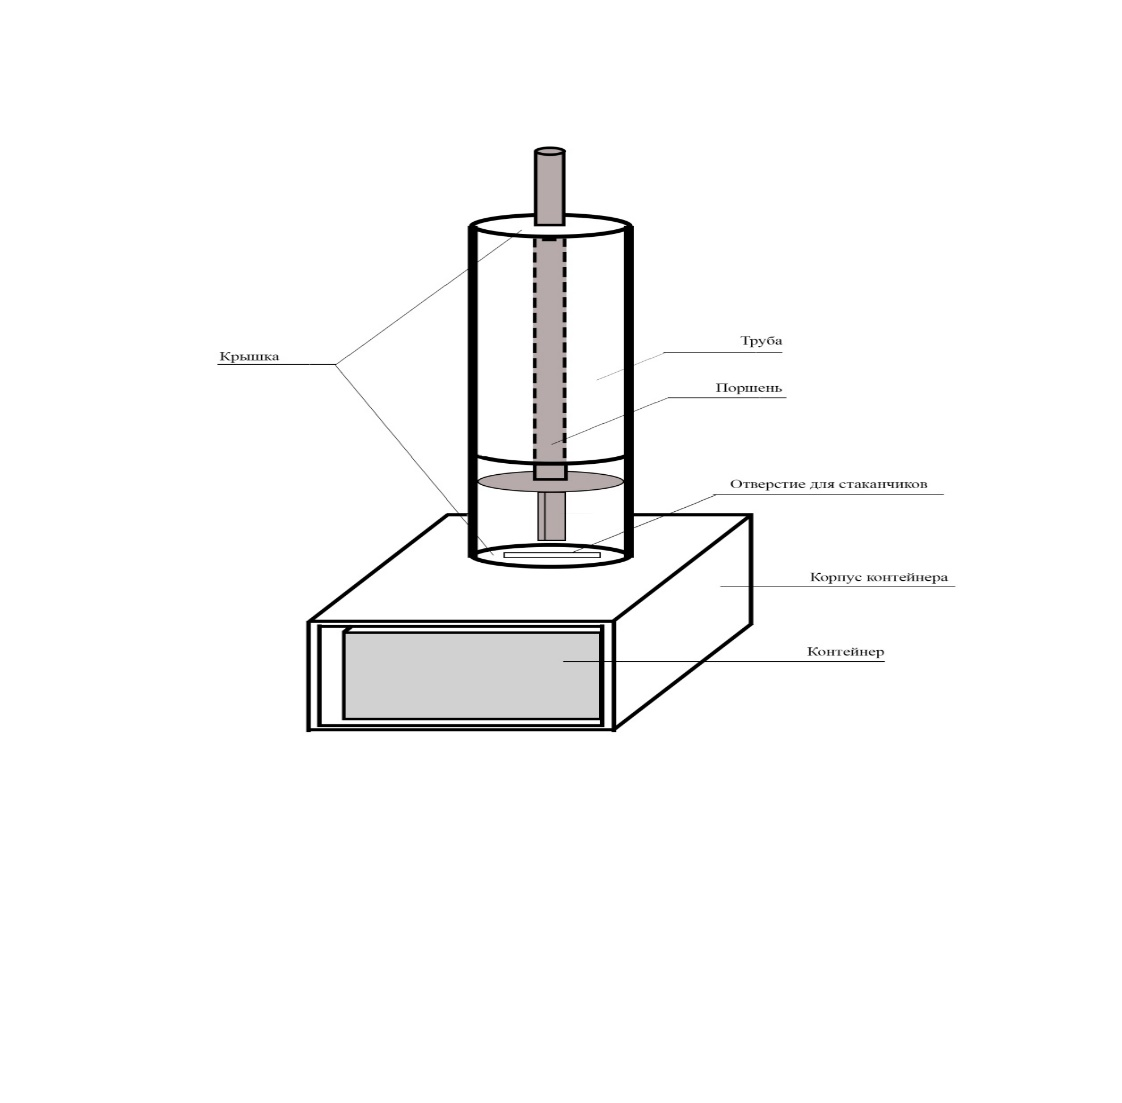 Крышка
Труба
Поршень
Отверстие для стаканчиков
Корпус контейнера
Контейнер